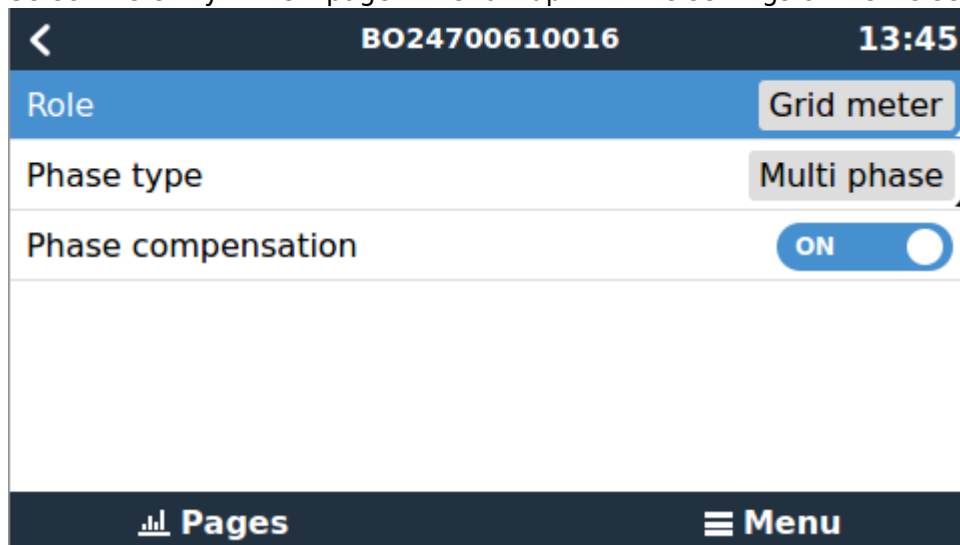 BO24700610016 13:45
Role Grid meter
Phase type Multi phase
Phase compensation ON
Pages Menu